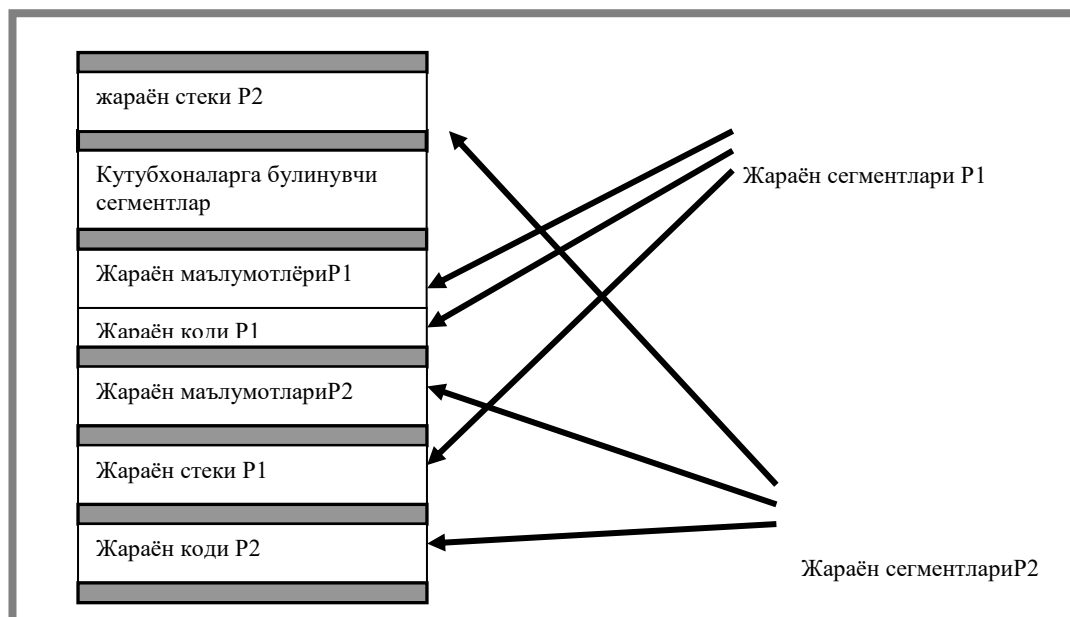 жараён стеки P2
Кутубхоналарга булинувчи
сегментлар
Жараён маълумотлёриP1
Жараён коди P1
Жараён маълумотлариP2
Жараён стеки P1
Жараён коди P2
Жараён сегментлари P1
Жараён сегментлариP2